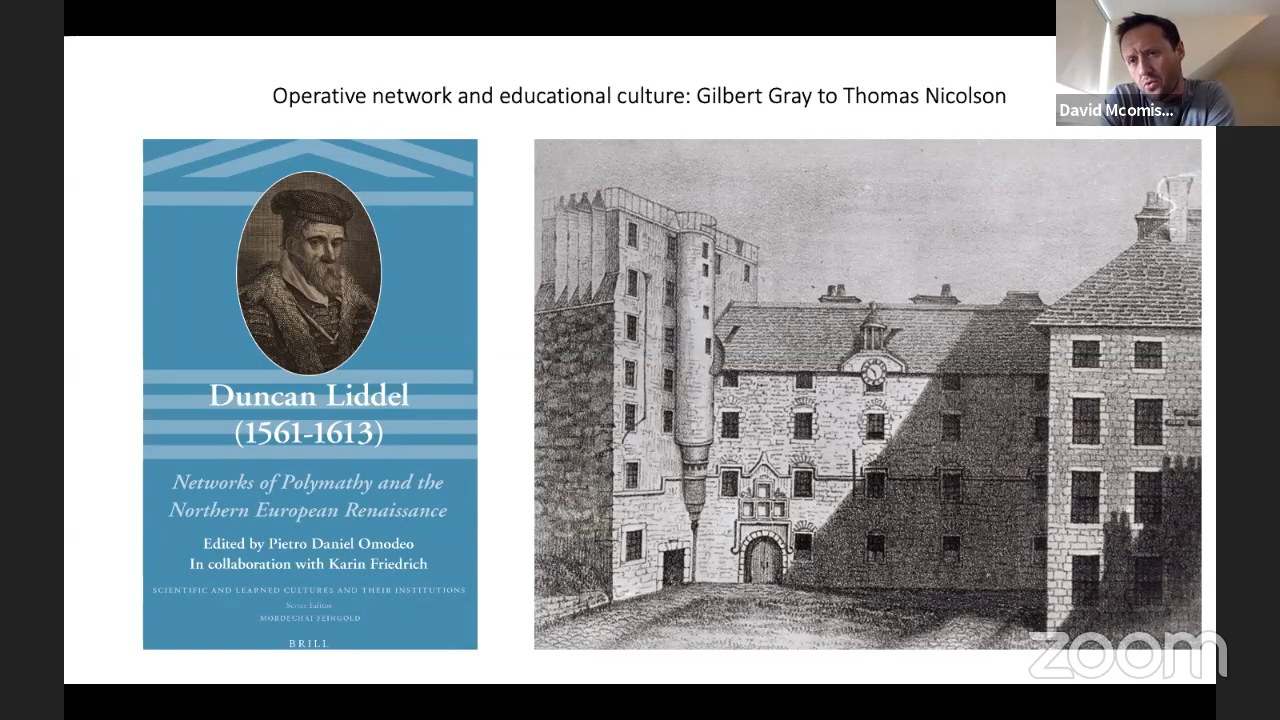 Operative network and educational culture: Gilbert Gray to Thomas Nicolson
David Mcomis...
Duncan Liddel
(1561-1613)
Networks of Polymathy and the
Northern European Renaissance
Edited by Pietro Daniel Omodeo
In collaboration with Karin Friedrich
SCIENTIFIC AND LEARNED CULTURES AND THEIR INSTITUTIONS
Series Editor
MORDECHAI FEINGOLD
BRILL
zoom